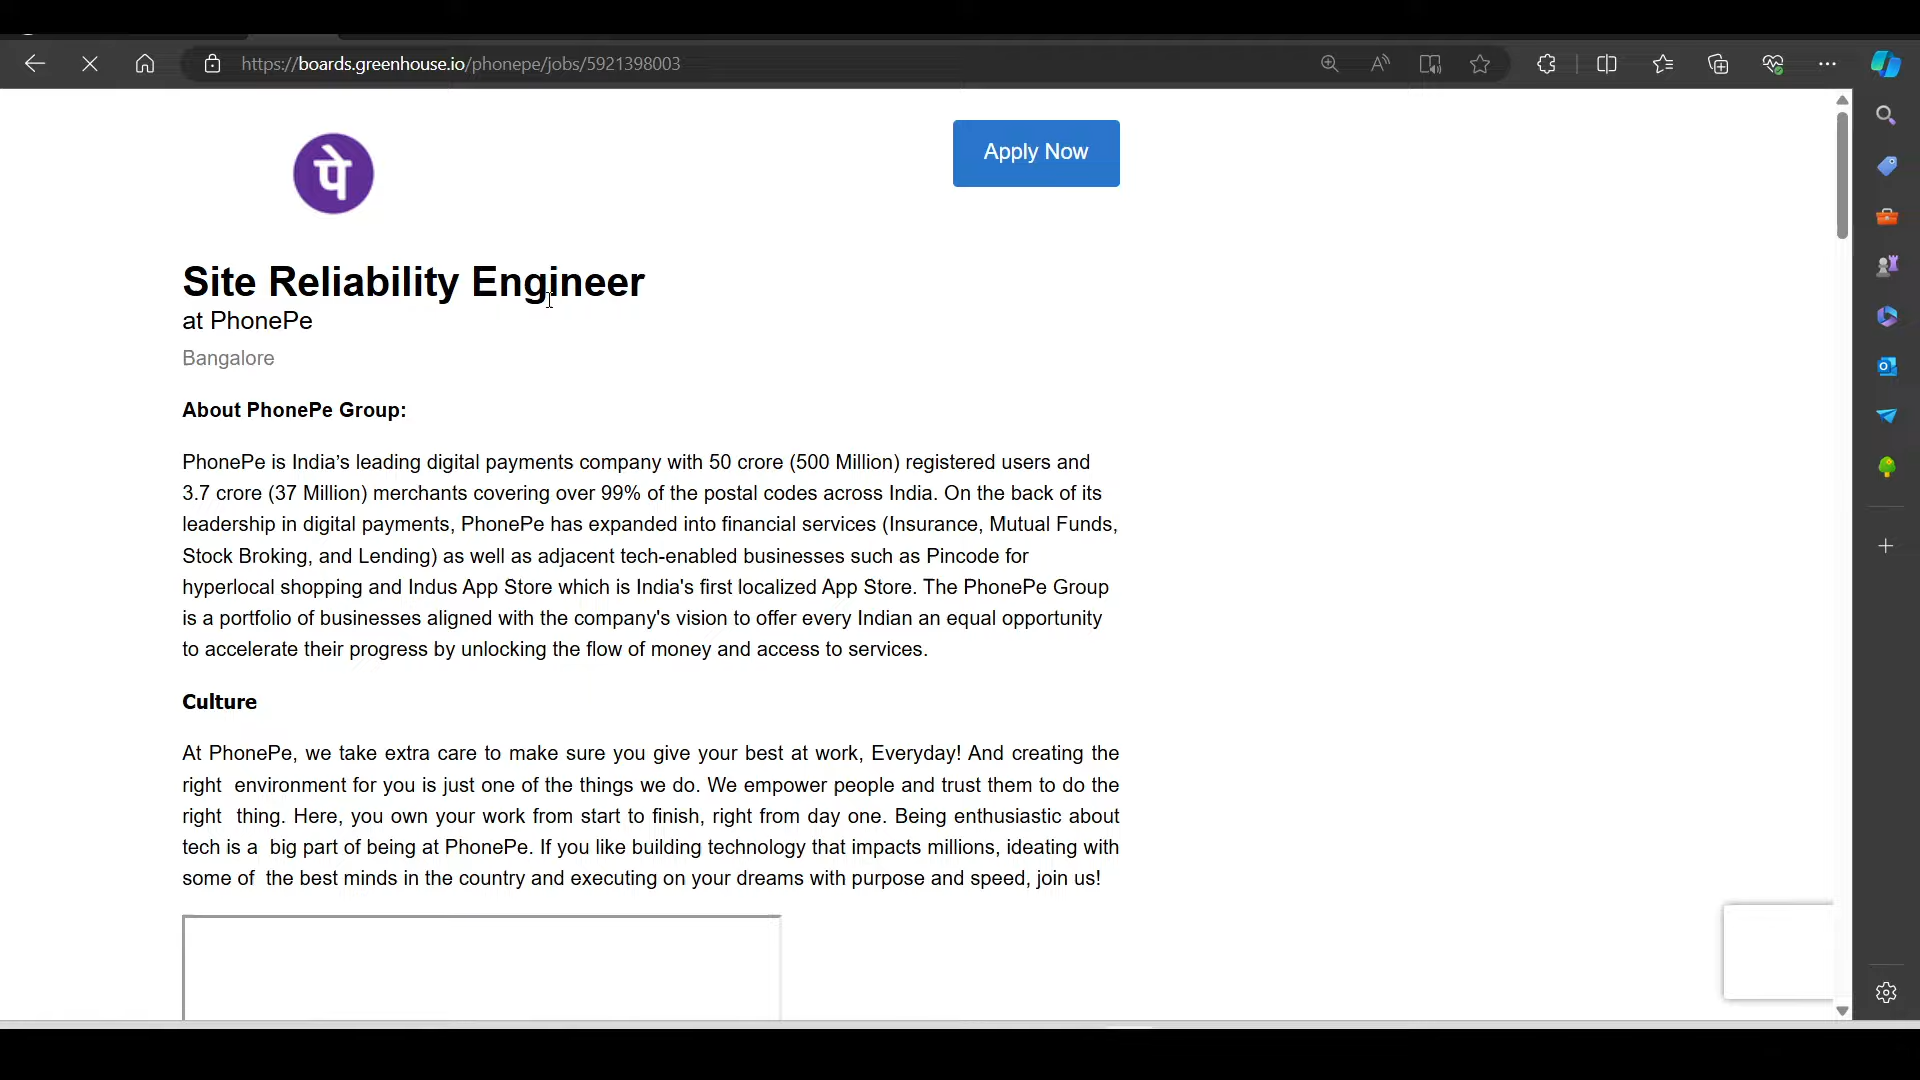 https://boards.greenhouse.io/phonepe/jobs/5921398003
पे
Apply Now
Site Reliability Engineer
at PhonePe
Bangalore
About PhonePe Group:
PhonePe is India’s leading digital payments company with 50 crore (500 Million) registered users and
3.7 crore (37 Million) merchants covering over 99% of the postal codes across India. On the back of its
leadership in digital payments, PhonePe has expanded into financial services (Insurance, Mutual Funds,
Stock Broking, and Lending) as well as adjacent tech-enabled businesses such as Pincode for
hyperlocal shopping and Indus App Store which is India's first localized App Store. The PhonePe Group
is a portfolio of businesses aligned with the company's vision to offer every Indian an equal opportunity
to accelerate their progress by unlocking the flow of money and access to services.
Culture
At PhonePe, we take extra care to make sure you give your best at work, Everyday! And creating the
right environment for you is just one of the things we do. We empower people and trust them to do the
right thing. Here, you own your work from start to finish, right from day one. Being enthusiastic about
tech is a big part of being at PhonePe. If you like building technology that impacts millions, ideating with
some of the best minds in the country and executing on your dreams with purpose and speed, join us!